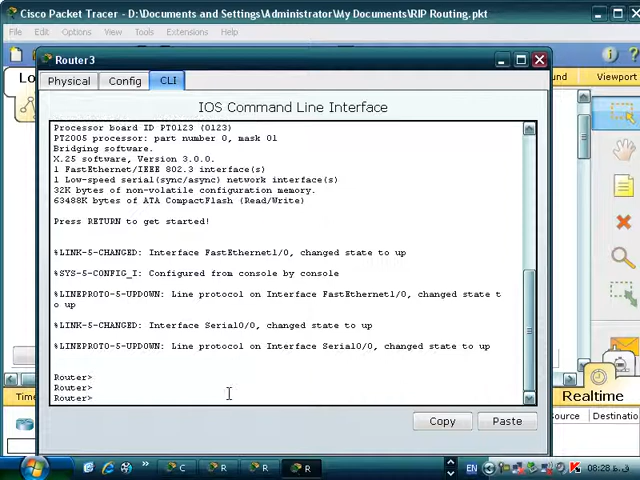 Cisco Packet Tracer - D:\Documents and Settings\Administrator\My Documents\RIP Routing.pkt
File Edit Options View Tools Extensions Help
Router3
Physical Config CLI
Viewport
IOS Command Line Interface
Processor board ID PT0123 (0123)
PT2005 processor: part number 0, mask 01
Bridging software.
X.25 software, Version 3.0.0.
1 FastEthernet/IEEE 802.3 interface(s)
1 Low-speed serial(sync/async) network interface(s)
32K bytes of non-volatile configuration memory.
63488K bytes of ATA CompactFlash (Read/Write)
Press RETURN to get started!
%LINK-5-CHANGED: Interface FastEthernet1/0, changed state to up
%SYS-5-CONFIG_I: Configured from console by console
%LINEPROTO-5-UPDOWN: Line protocol on Interface FastEthernet1/0, changed state t
o up
%LINK-5-CHANGED: Interface Serial0/0, changed state to up
%LINEPROTO-5-UPDOWN: Line protocol on Interface Serial0/0, changed state to up
Router>
Router>
Router>
Copy Paste
Realtime
Time
Source Destinatio
C R R R EN 08:28 ص